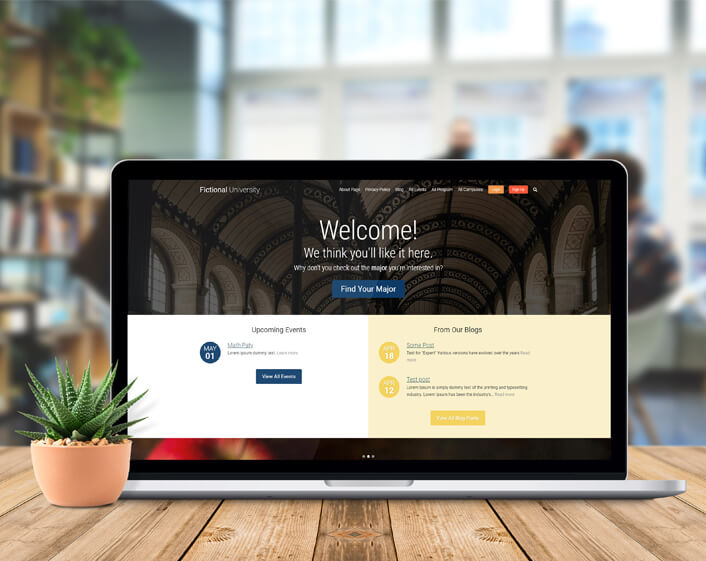 Fictional University
About Page Privacy Policy Blog All Events All Program All Campuses Login Sign Up
Welcome!
We think you'll like it here.
Why don't you check out the major you're interested in?
Find Your Major
Upcoming Events
MAY
01
Math Paty
Lorem ipsum dummy text. Learn more
View All Events
From Our Blogs
APR
18
Some Post
Test for "Expert" Various versions have evolved over the years Read
more
APR
12
Test post
Lorem Ipsum is simply dummy text of the printing and typesetting
industry. Lorem Ipsum has been the industry's... Read more
View All Blog Posts